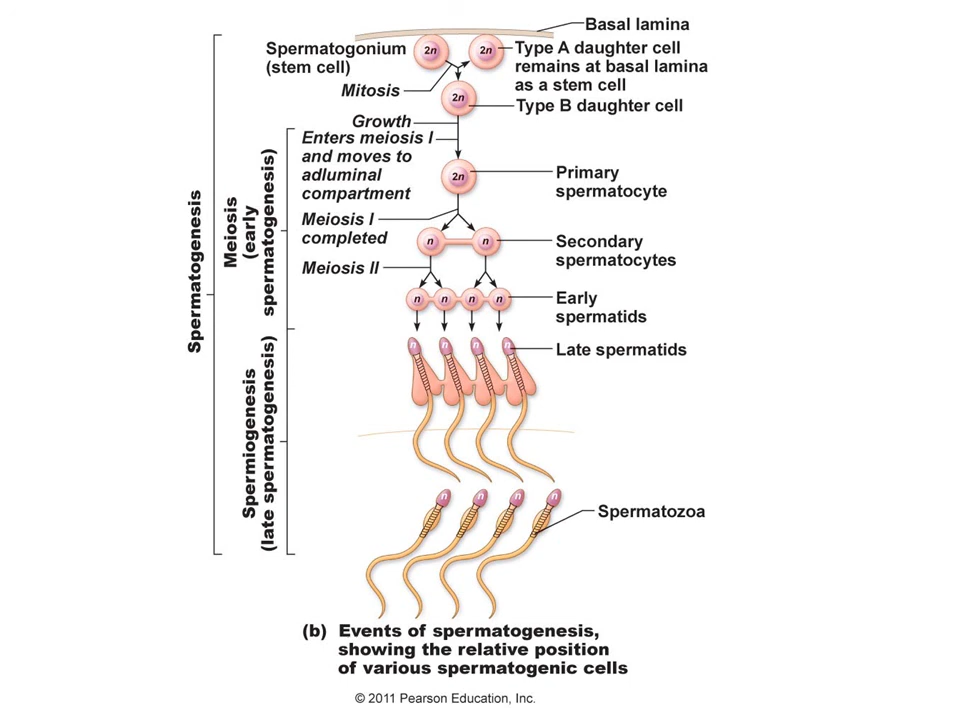 Basal lamina
Spermatogonium
(stem cell)
2n
2n
Type A daughter cell
remains at basal lamina
as a stem cell
Mitosis
2n
Type B daughter cell
Growth
Enters meiosis I
and moves to
adluminal
compartment
2n
Primary
spermatocyte
Meiosis I
completed
n
n
Secondary
spermatocytes
Meiosis II
n
n
n
n
Early
spermatids
n
n
n
n
Late spermatids
n
n
n
n
Spermatozoa
Spermatogenesis
Meiosis
(early
spermatogenesis)
Spermiogenesis
(late spermatogenesis)
(b) Events of spermatogenesis,
showing the relative position
of various spermatogenic cells
© 2011 Pearson Education, Inc.